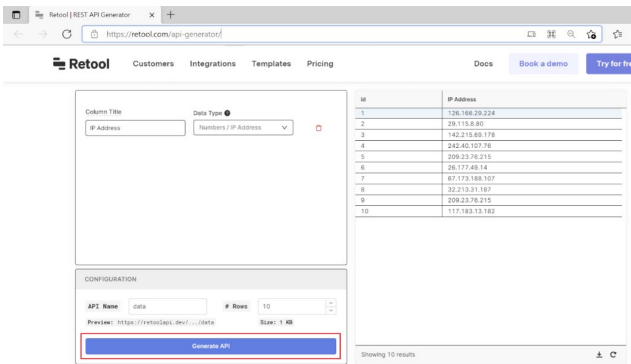 Retool | REST API Generator
https://retool.com/api-generator/
Retool Customers Integrations Templates Pricing Docs Book a demo Try for fre
Column Title Data Type
IP Address Numbers / IP Address
CONFIGURATION
API Name data # Rows 10
Preview: https://retoolapi.dev/.../data Size: 1 KB
Generate API
id IP Address
1 126.166.29.224
2 29.115.8.80
3 142.215.69.178
4 242.40.107.76
5 209.23.76.215
6 26.177.49.14
7 67.173.188.107
8 32.213.31.187
9 209.23.76.215
10 117.183.13.182
Showing 10 results